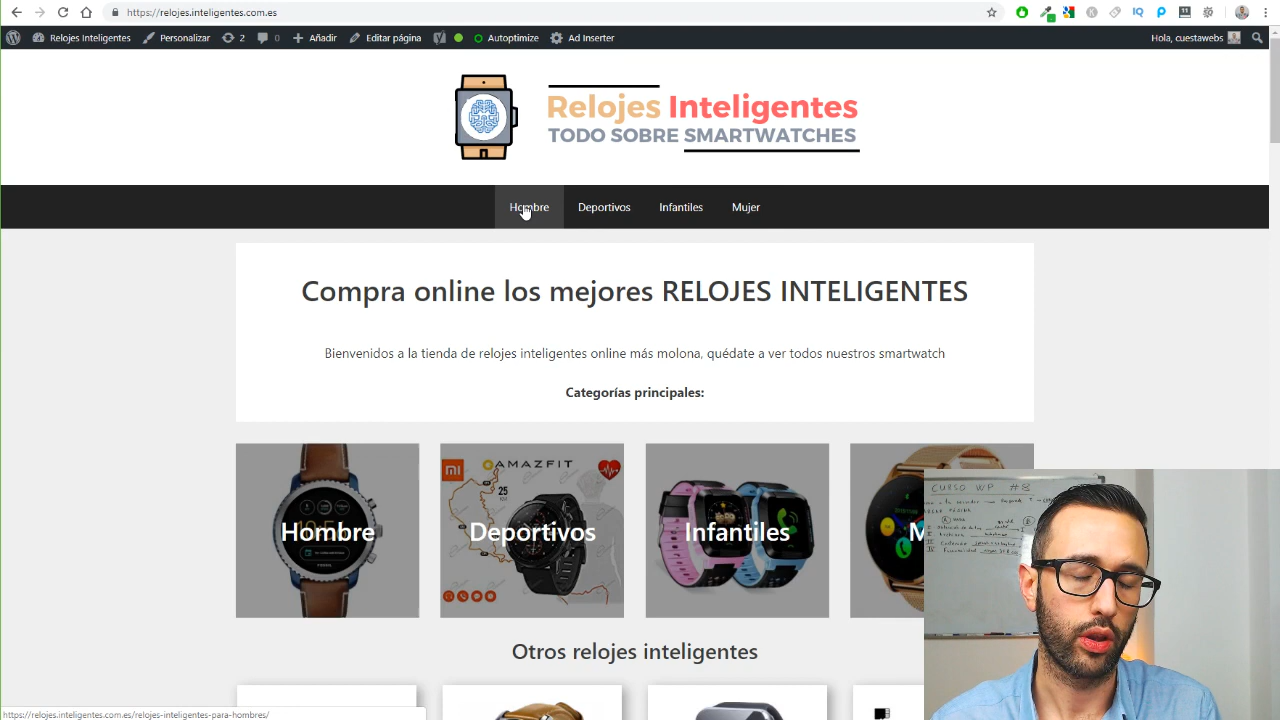 https://relojes.inteligentes.com.es
Relojes Inteligentes
Personalizar
2
0
Añadir
Editar página
Autoptimize
Ad Inserter
Hola, cuestawebs
Relojes Inteligentes
TODO SOBRE SMARTWATCHES
Hombre
Deportivos
Infantiles
Mujer
Compra online los mejores RELOJES INTELIGENTES
Bienvenidos a la tienda de relojes inteligentes online más molona, quédate a ver todos nuestros smartwatch
Categorías principales:
AMAZFIT
25
Hombre
Deportivos
Infantiles
M
CURSO WP #8
Otros relojes inteligentes
https://relojes.inteligentes.com.es/relojes-inteligentes-para-hombres/